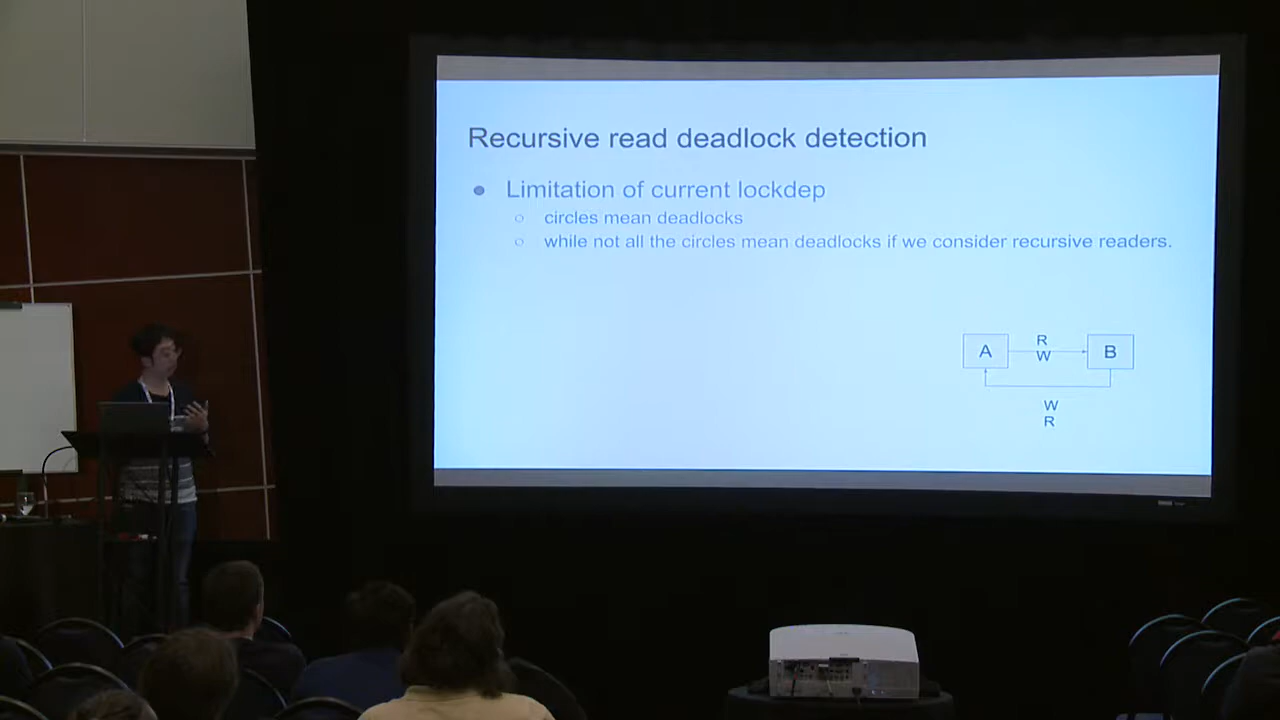 Recursive read deadlock detection
Limitation of current lockdep
circles mean deadlocks
while not all the circles mean deadlocks if we consider recursive readers.
A
R
W
B
W
R